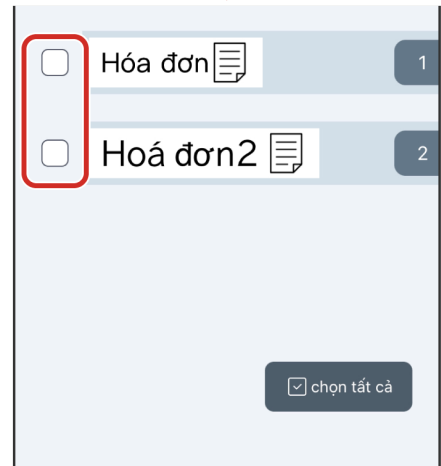 Hóa đơn 1
Hoá đơn2 2
chọn tất cả